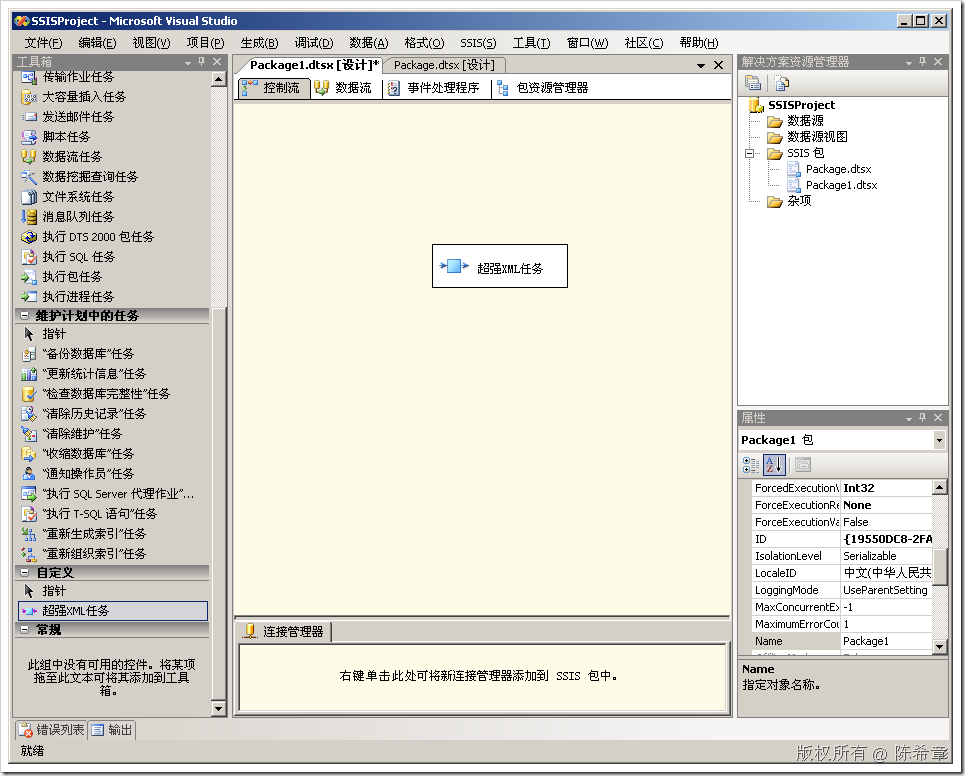 SSISProject - Microsoft Visual Studio
文件(F) 编辑(E) 视图(V) 项目(P) 生成(B) 调试(D) 数据(A) 格式(O) SSIS(S) 工具(T) 窗口(W) 社区(C) 帮助(H)
工具箱
传输作业任务
大容量插入任务
发送邮件任务
脚本任务
数据流任务
数据挖掘查询任务
文件系统任务
消息队列任务
执行 DTS 2000 包任务
执行 SQL 任务
执行包任务
执行进程任务
维护计划中的任务
指针
“备份数据库”任务
“更新统计信息”任务
“检查数据库完整性”任务
“清除历史记录”任务
“清除维护”任务
“收缩数据库”任务
“通知操作员”任务
“执行 SQL Server 代理作业”...
“执行 T-SQL 语句”任务
“重新生成索引”任务
“重新组织索引”任务
自定义
指针
超强XML任务
常规
此组中没有可用的控件。将某项
拖至此文本可将其添加到工具
箱。
Package1.dtsx [设计]* Package.dtsx [设计]
控制流 数据流 事件处理程序 包资源管理器
超强XML任务
连接管理器
右键单击此处可将新连接管理器添加到 SSIS 包中。
解决方案资源管理器
SSISProject
数据源
数据源视图
SSIS 包
Package.dtsx
Package1.dtsx
杂项
属性
Package1 包
ForcedExecution Int32
ForceExecutionRe None
ForceExecutionVa False
ID {19550DC8-2FA
IsolationLevel Serializable
LocaleID 中文(中华人民共
LoggingMode UseParentSetting
MaxConcurrentEx -1
MaximumErrorCou 1
Name Package1
Name
指定对象名称。
错误列表 输出
就绪
版权所有 @ 陈希章